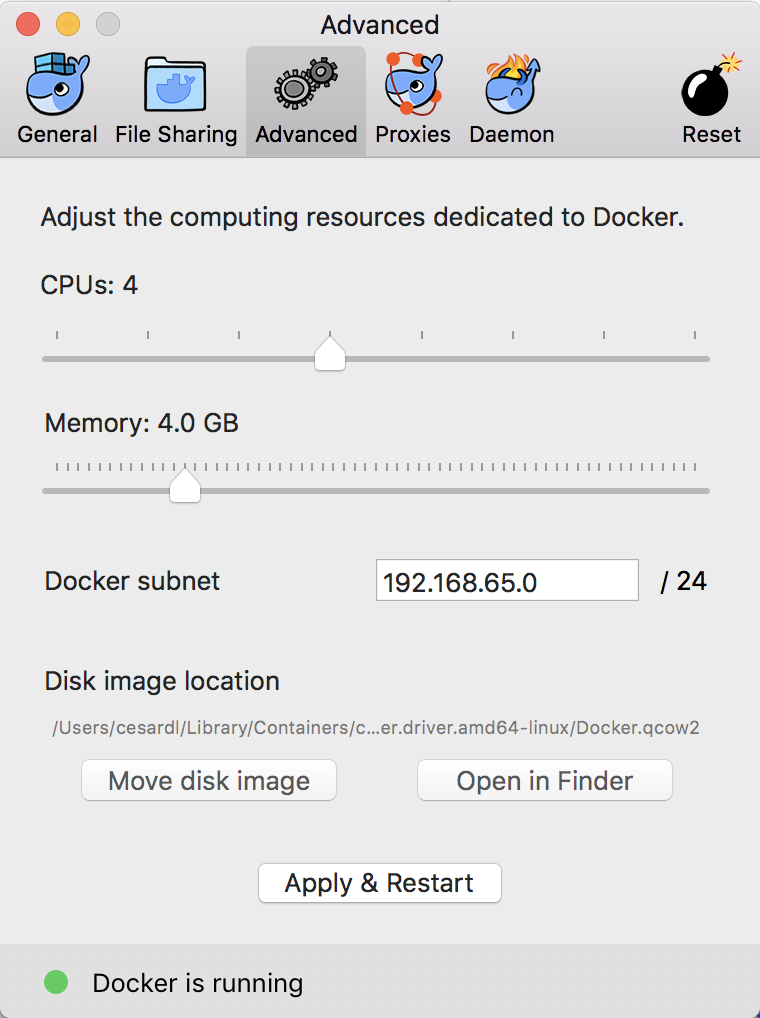 Advanced
General File Sharing Advanced Proxies Daemon Reset
Adjust the computing resources dedicated to Docker.
CPUs: 4
Memory: 4.0 GB
Docker subnet 192.168.65.0 / 24
Disk image location
/Users/cesardl/Library/Containers/c...er.driver.amd64-linux/Docker.qcow2
Move disk image Open in Finder
Apply & Restart
Docker is running